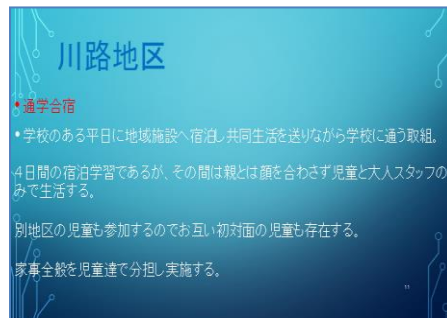 川路地区
•通学合宿
•学校のある平日に地域施設へ宿泊し共同生活を送りながら学校に通う取組。
4日間の宿泊学習であるが、その間は親とは顔を合わさず児童と大人スタッフの
みで生活する。
別地区の児童も参加するのでお互い初対面の児童も存在する。
家事全般を児童達で分担し実施する。